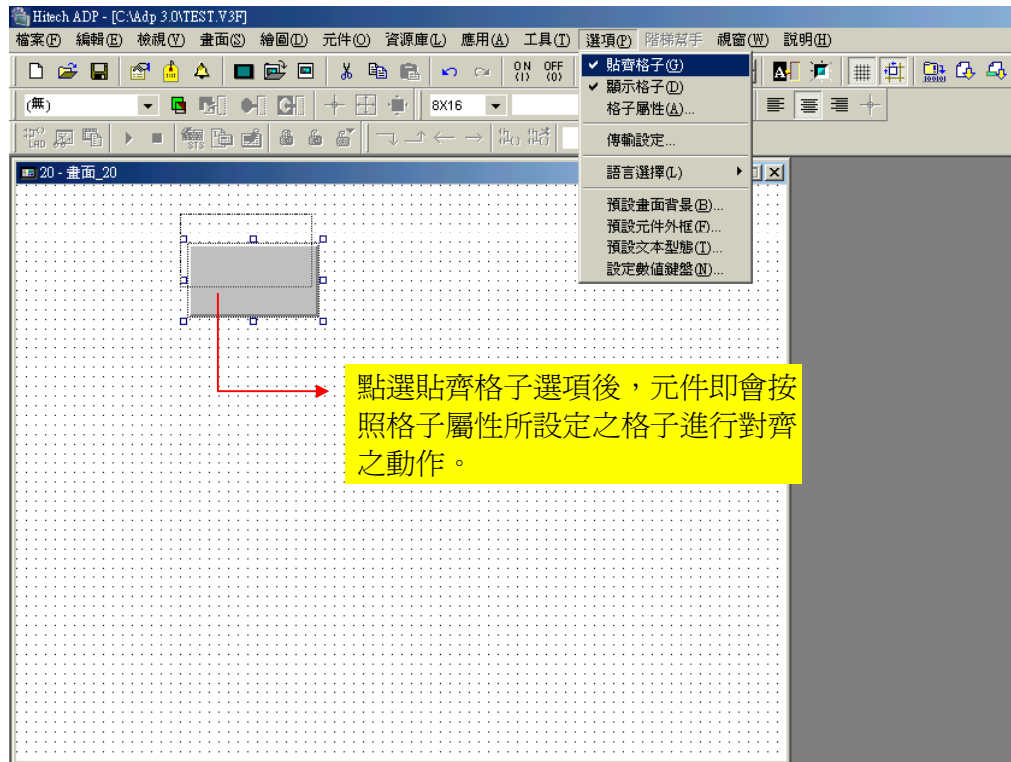 Hitech ADP - [C:\Adp 3.0\TEST.V3F]
檔案(F) 編輯(E) 檢視(V) 畫面(S) 繪圖(D) 元件(O) 資源庫(L) 應用(A) 工具(T) 選項(P) 階梯幫手 視窗(W) 說明(H)
ON (1) OFF (0)
(無) 8X16
LAD STS
貼齊格子(G)
顯示格子(D)
格子屬性(A)...
傳輸設定...
語言選擇(L)
預設畫面背景(B)...
預設元件外框(F)...
預設文本型態(T)...
設定數值鍵盤(N)...
20 - 畫面_20
點選貼齊格子選項後，元件即會按
照格子屬性所設定之格子進行對齊
之動作。